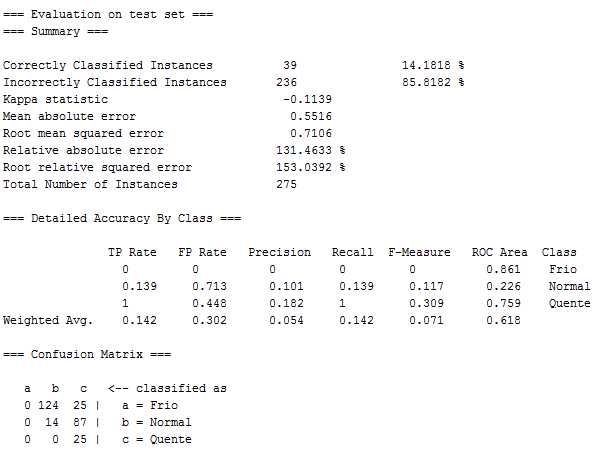 === Evaluation on test set ===
=== Summary ===
Correctly Classified Instances 39 14.1818 %
Incorrectly Classified Instances 236 85.8182 %
Kappa statistic -0.1139
Mean absolute error 0.5516
Root mean squared error 0.7106
Relative absolute error 131.4633 %
Root relative squared error 153.0392 %
Total Number of Instances 275
=== Detailed Accuracy By Class ===
TP Rate FP Rate Precision Recall F-Measure ROC Area Class
0 0 0 0 0 0.861 Frio
0.139 0.713 0.101 0.139 0.117 0.226 Normal
1 0.448 0.182 1 0.309 0.759 Quente
Weighted Avg. 0.142 0.302 0.054 0.142 0.071 0.618
=== Confusion Matrix ===
a b c <-- classified as
0 124 25 | a = Frio
0 14 87 | b = Normal
0 0 25 | c = Quente